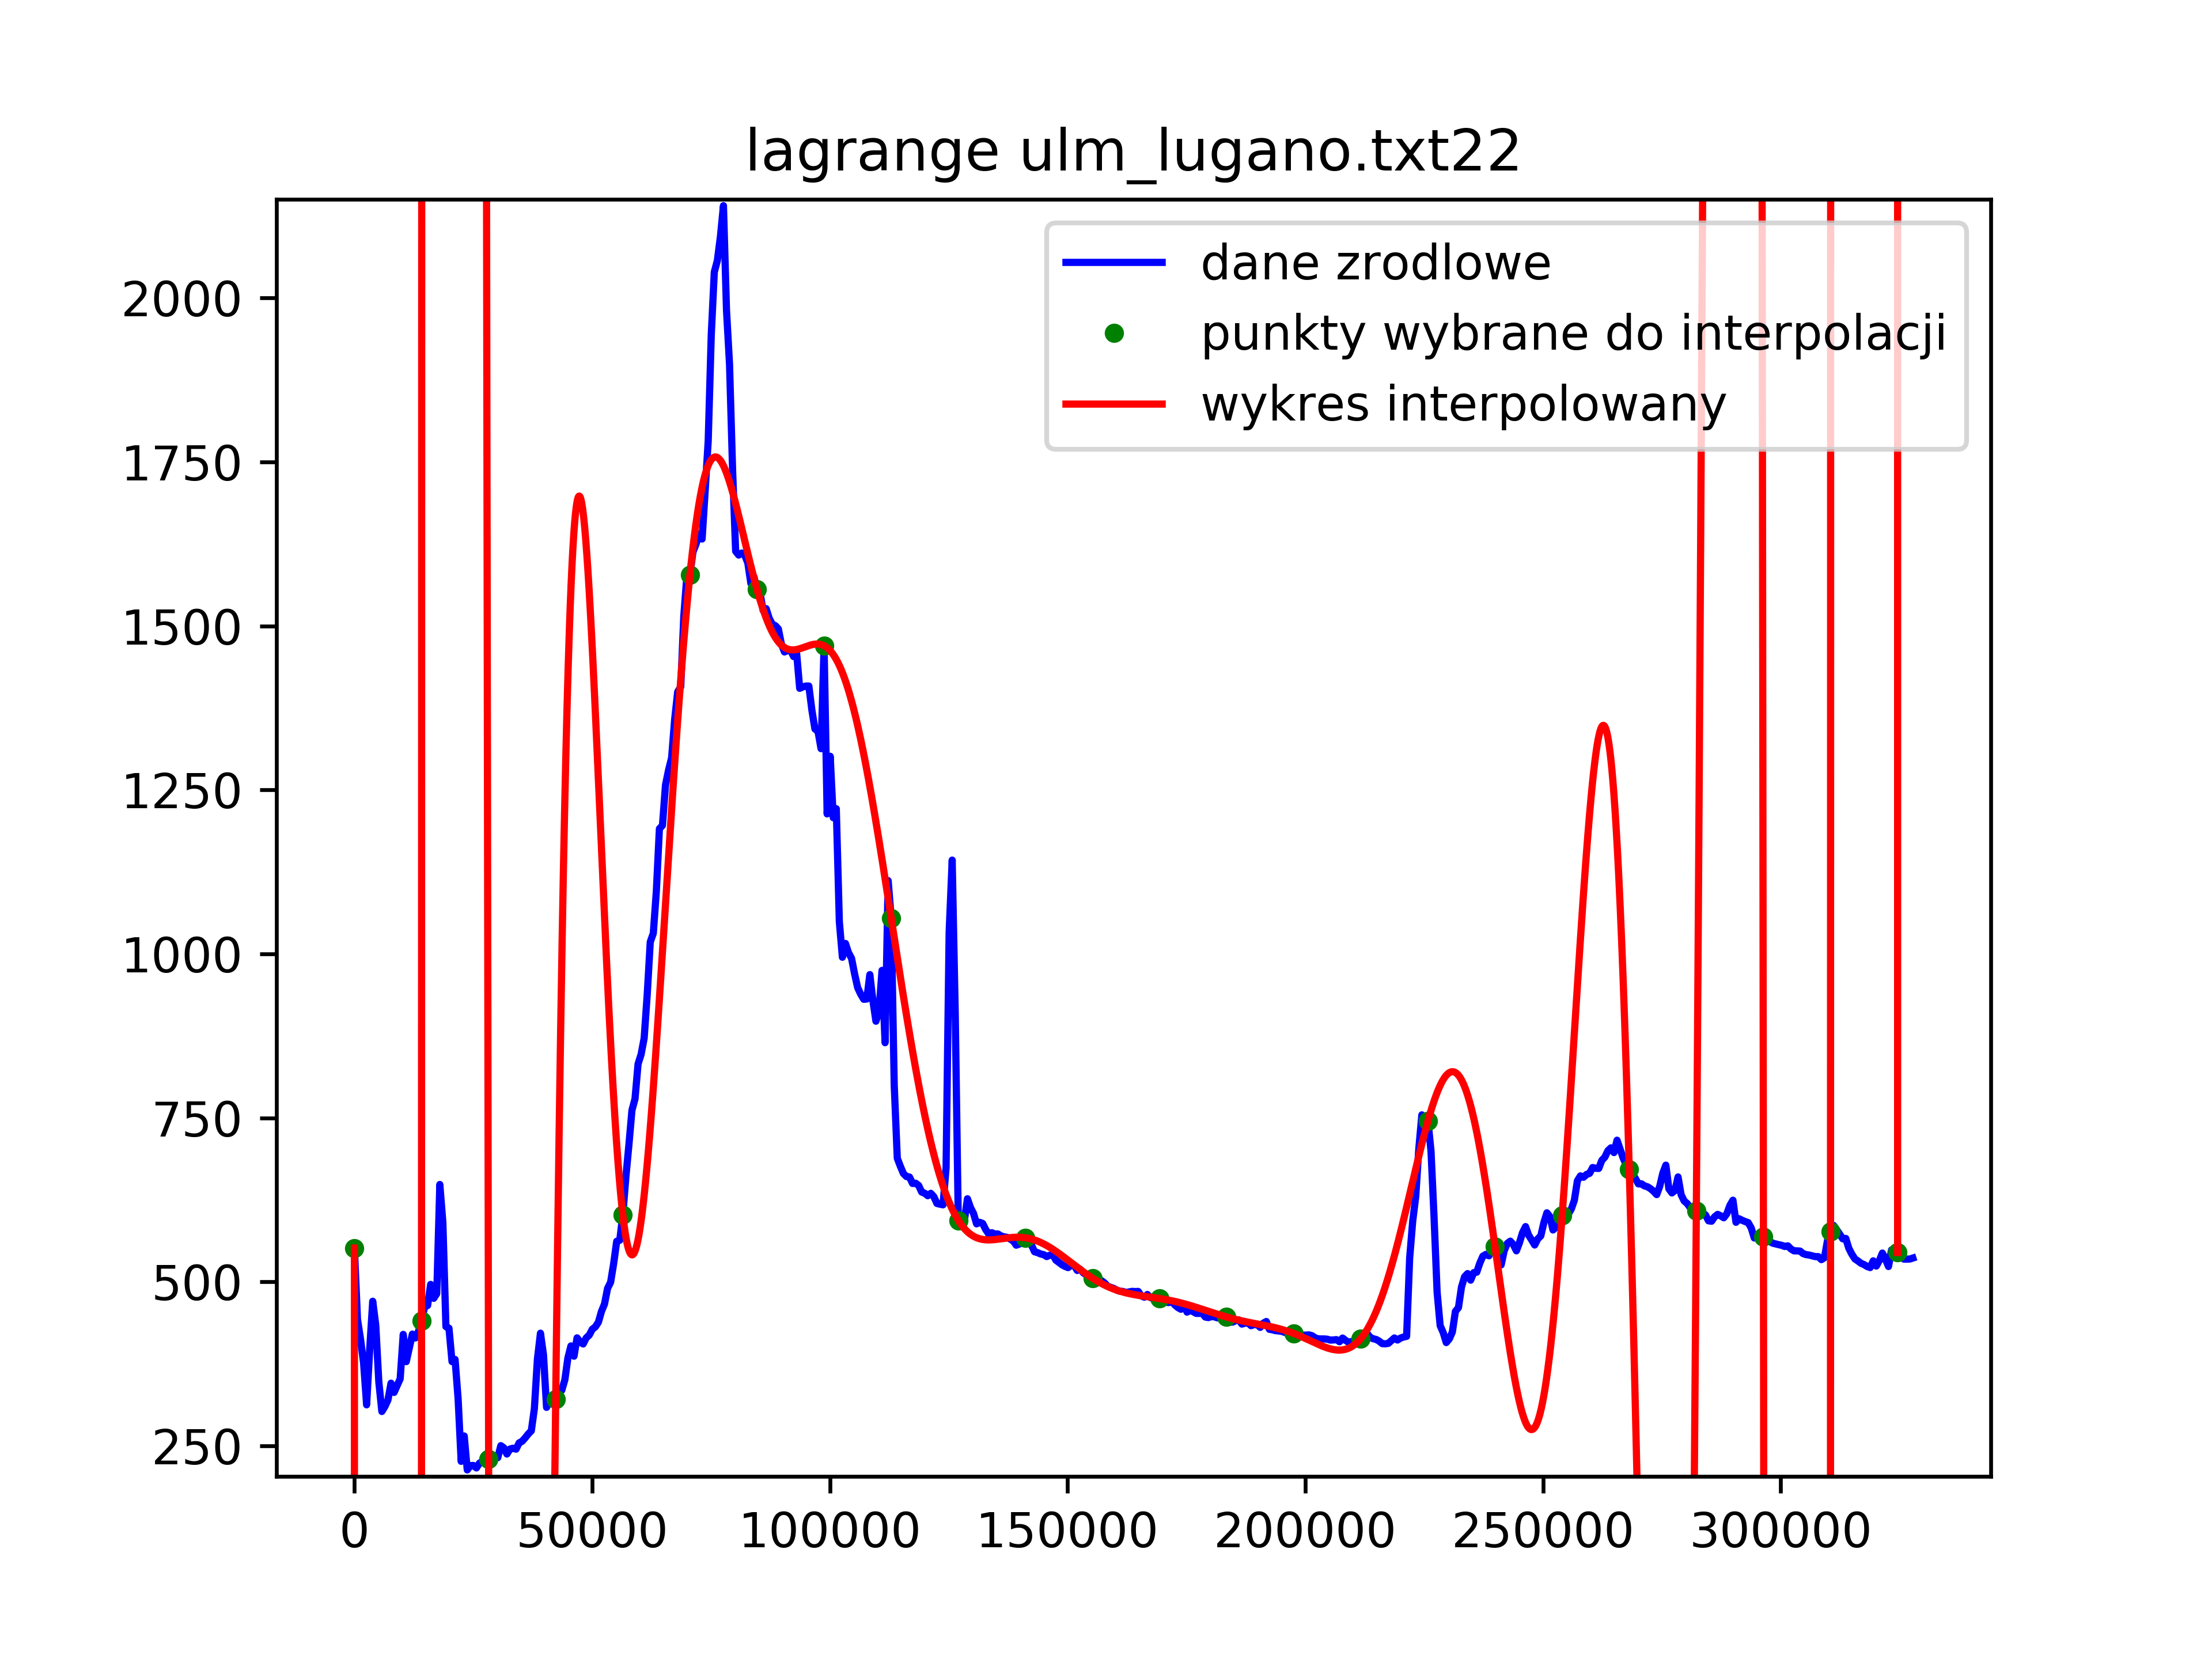 lagrange ulm_lugano.txt22
dane zrodlowe
punkty wybrane do interpolacji
wykres interpolowany
2000
1750
1500
1250
1000
750
500
250
0 50000 100000 150000 200000 250000 300000